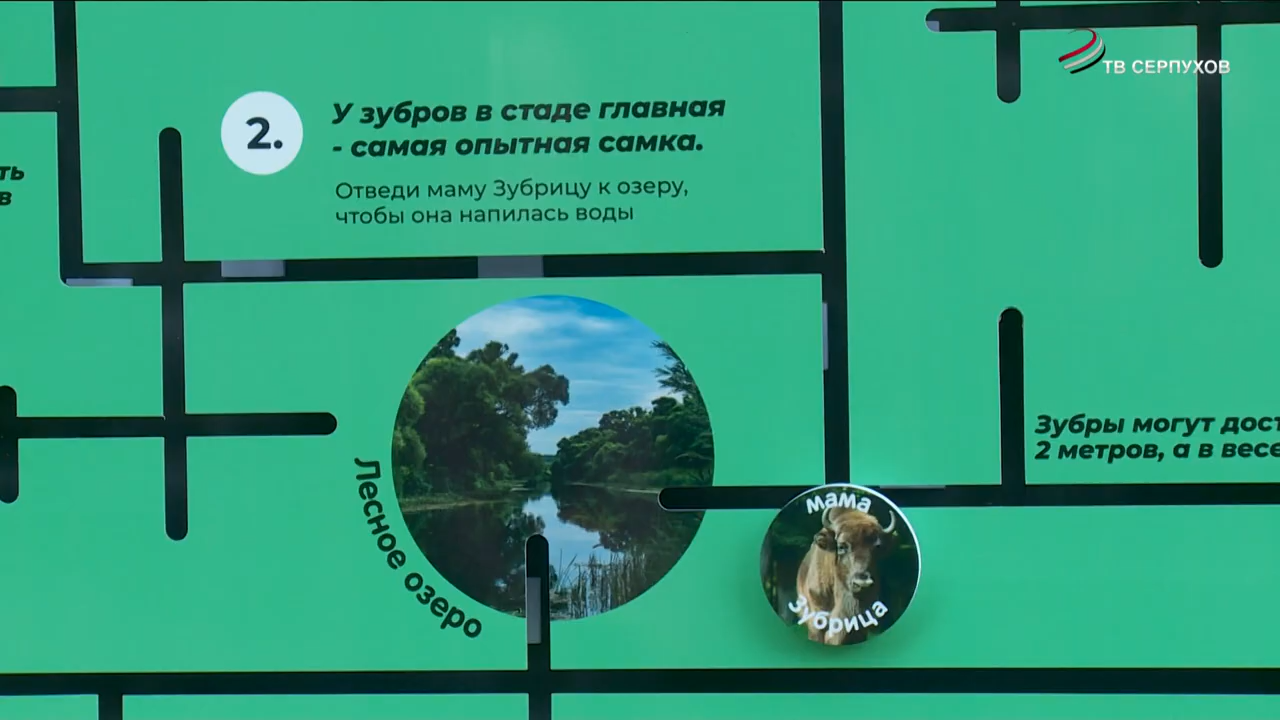 ТВ СЕРПУХОВ
2.
У зубров в стаде главная
- самая опытная самка.
Отведи маму Зубрицу к озеру,
чтобы она напилась воды
ть
в
Зубры могут дост
2 метров, а в весе
Лесное озеро
мама
Зубрица